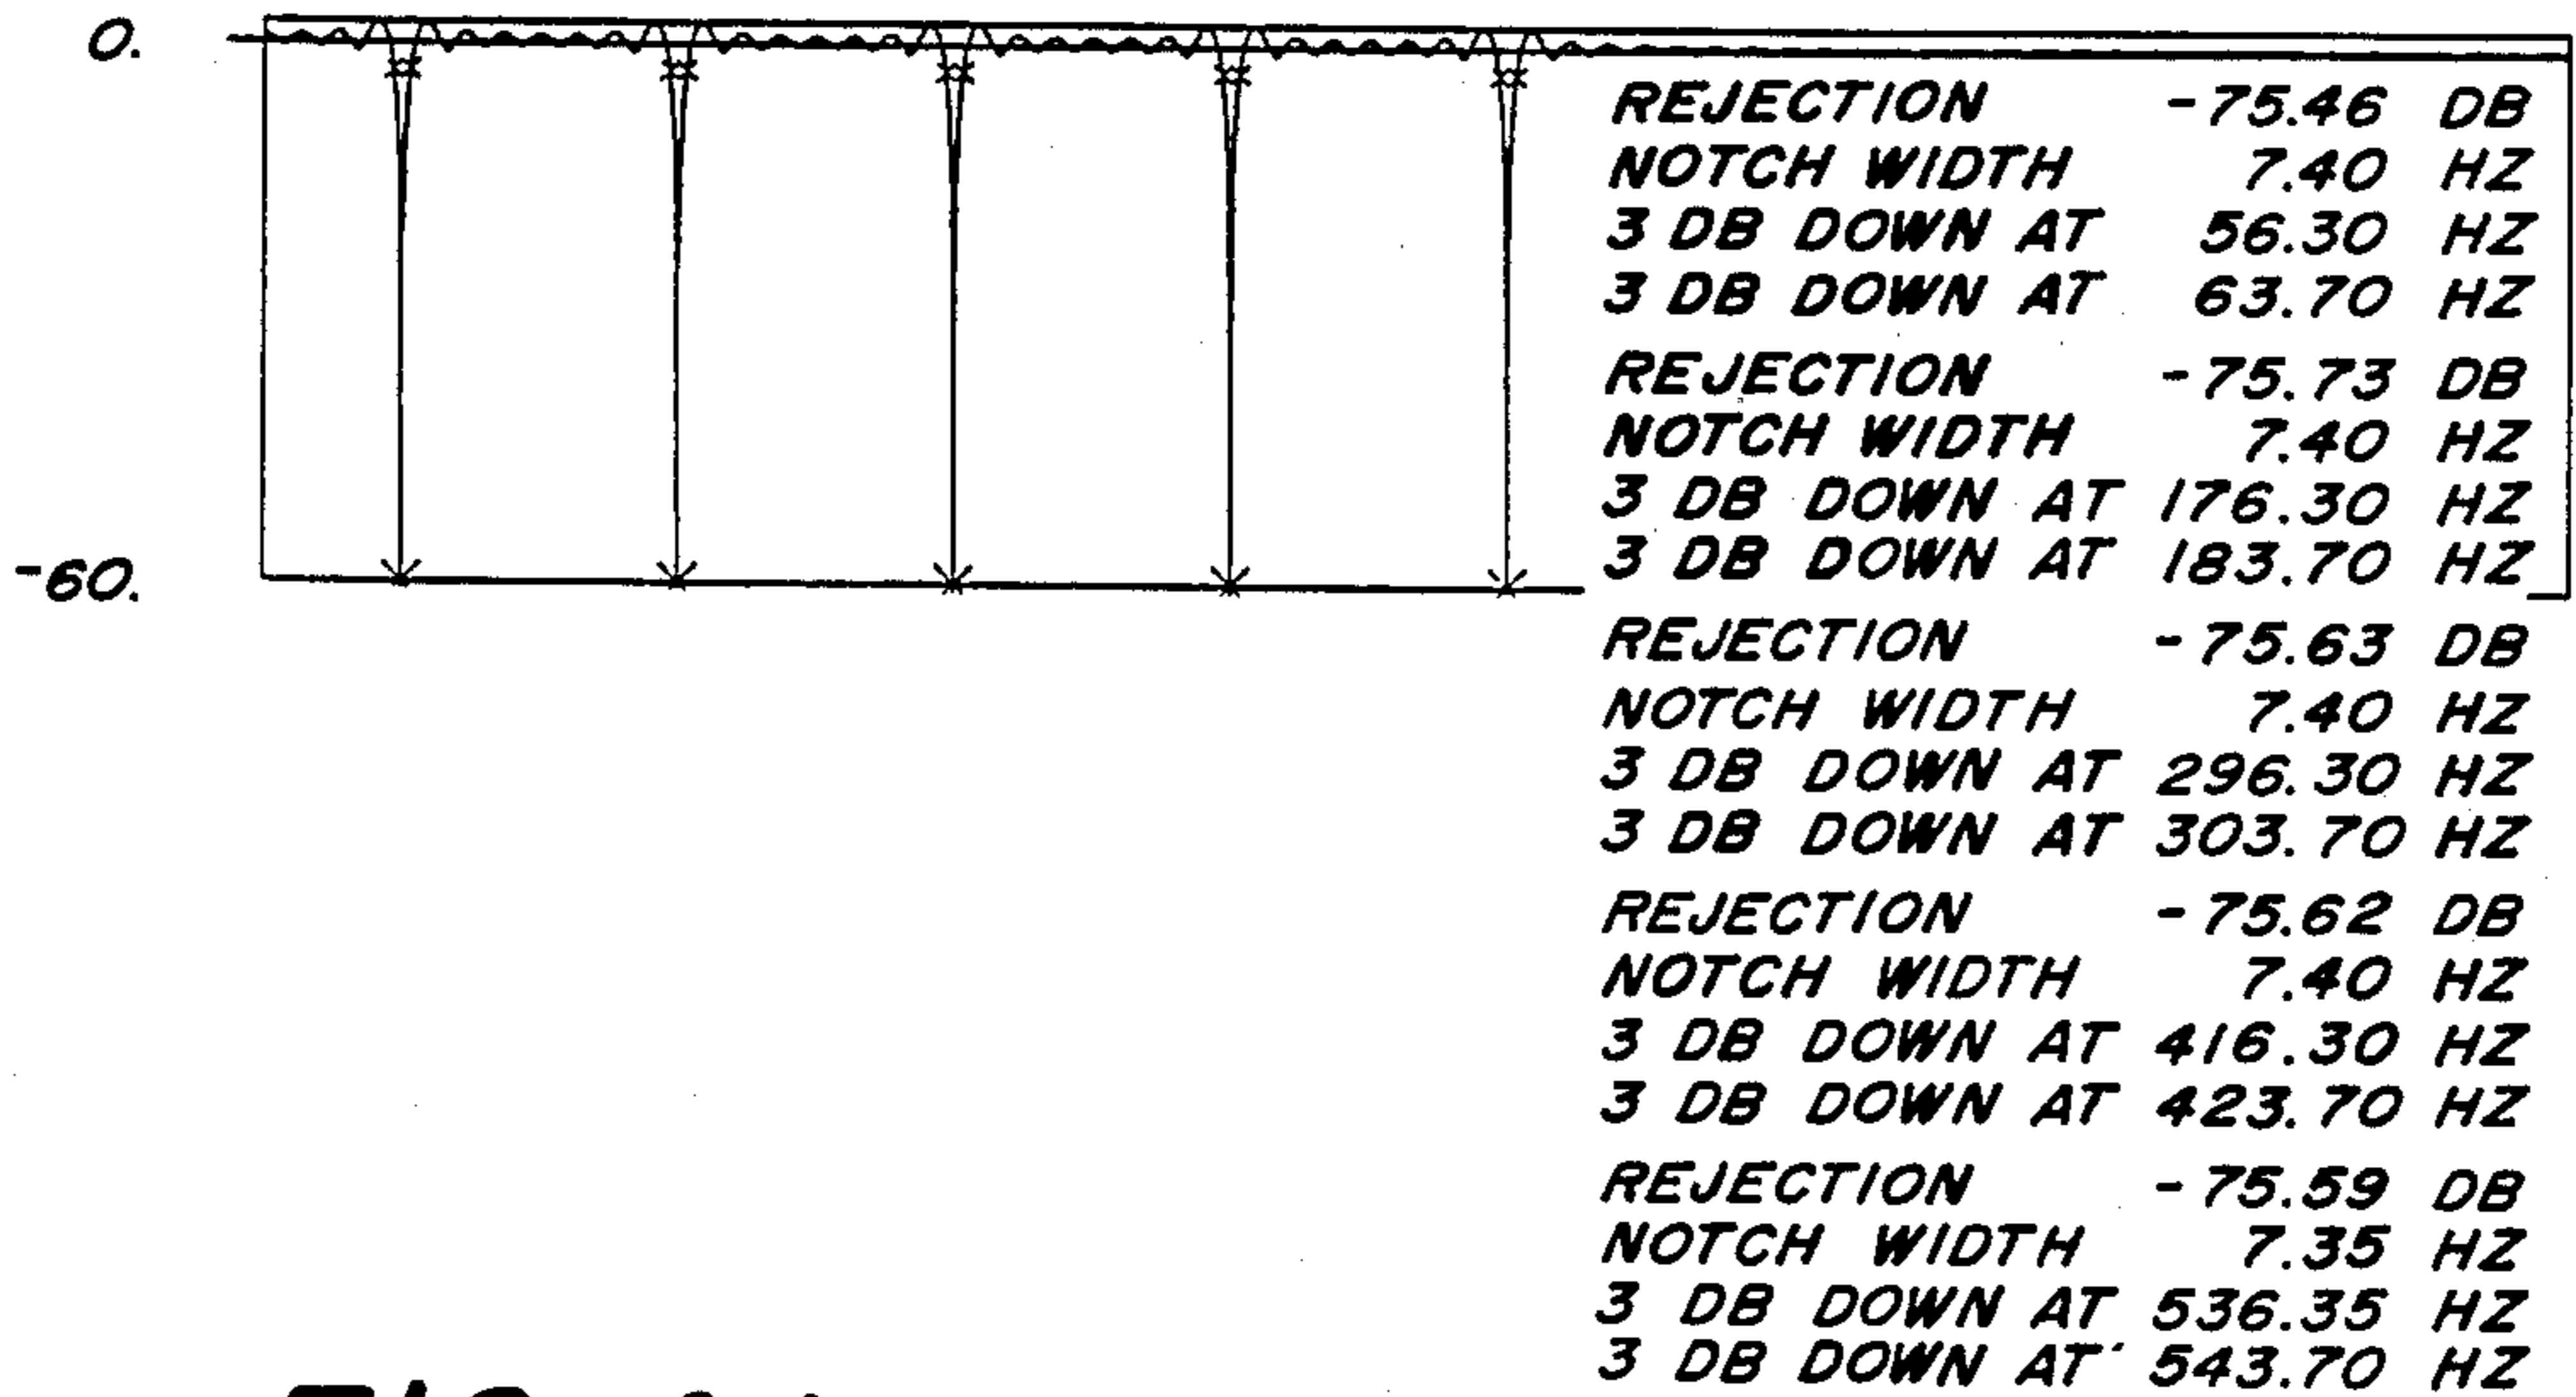 0.
-60.
REJECTION -75.46 DB
NOTCH WIDTH 7.40 HZ
3 DB DOWN AT 56.30 HZ
3 DB DOWN AT 63.70 HZ
REJECTION -75.73 DB
NOTCH WIDTH 7.40 HZ
3 DB DOWN AT 176.30 HZ
3 DB DOWN AT 183.70 HZ
REJECTION -75.63 DB
NOTCH WIDTH 7.40 HZ
3 DB DOWN AT 296.30 HZ
3 DB DOWN AT 303.70 HZ
REJECTION -75.62 DB
NOTCH WIDTH 7.40 HZ
3 DB DOWN AT 416.30 HZ
3 DB DOWN AT 423.70 HZ
REJECTION -75.59 DB
NOTCH WIDTH 7.35 HZ
3 DB DOWN AT 536.35 HZ
3 DB DOWN AT 543.70 HZ